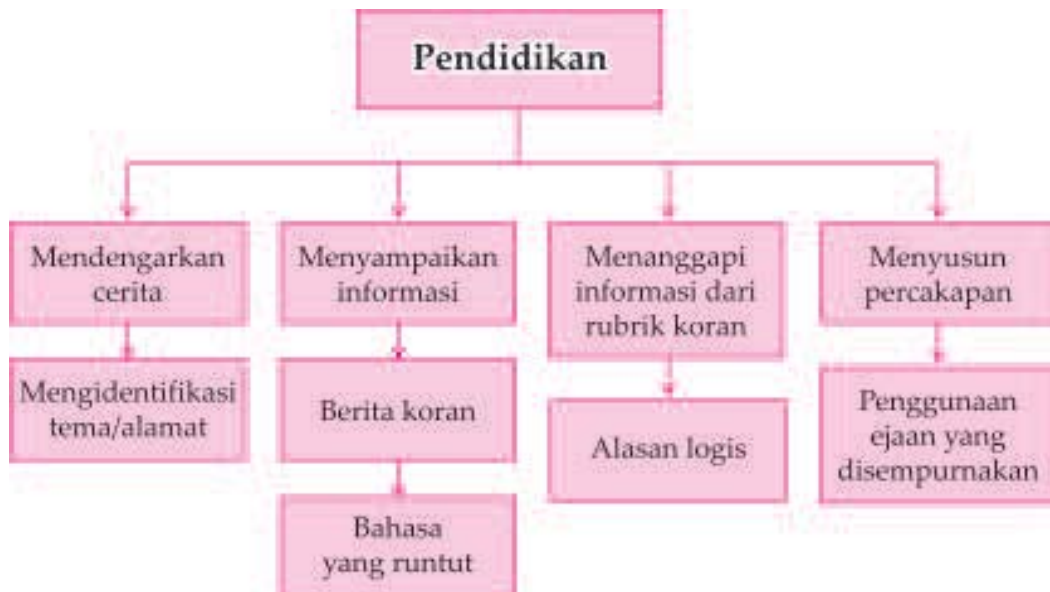 Pendidikan
Mendengarkan
cerita
Menyampaikan
informasi
Menanggapi
informasi dari
rubrik koran
Menyusun
percakapan
Mengidentifikasi
tema/alamat
Berita koran
Alasan logis
Penggunaan
ejaan yang
disempurnakan
Bahasa
yang runtut